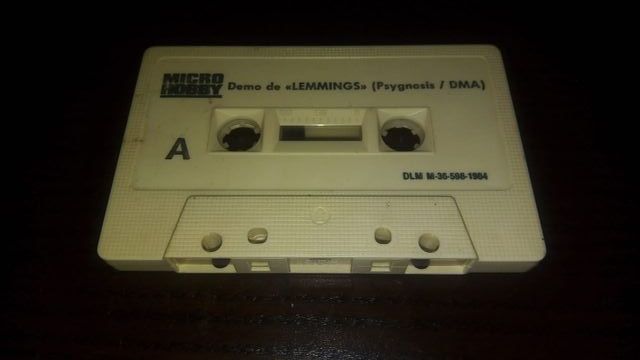 MICRO
HOBBY
Demo de «LEMMINGS» (Psygnosis / DMA)
A
DLM M-36-598-1984